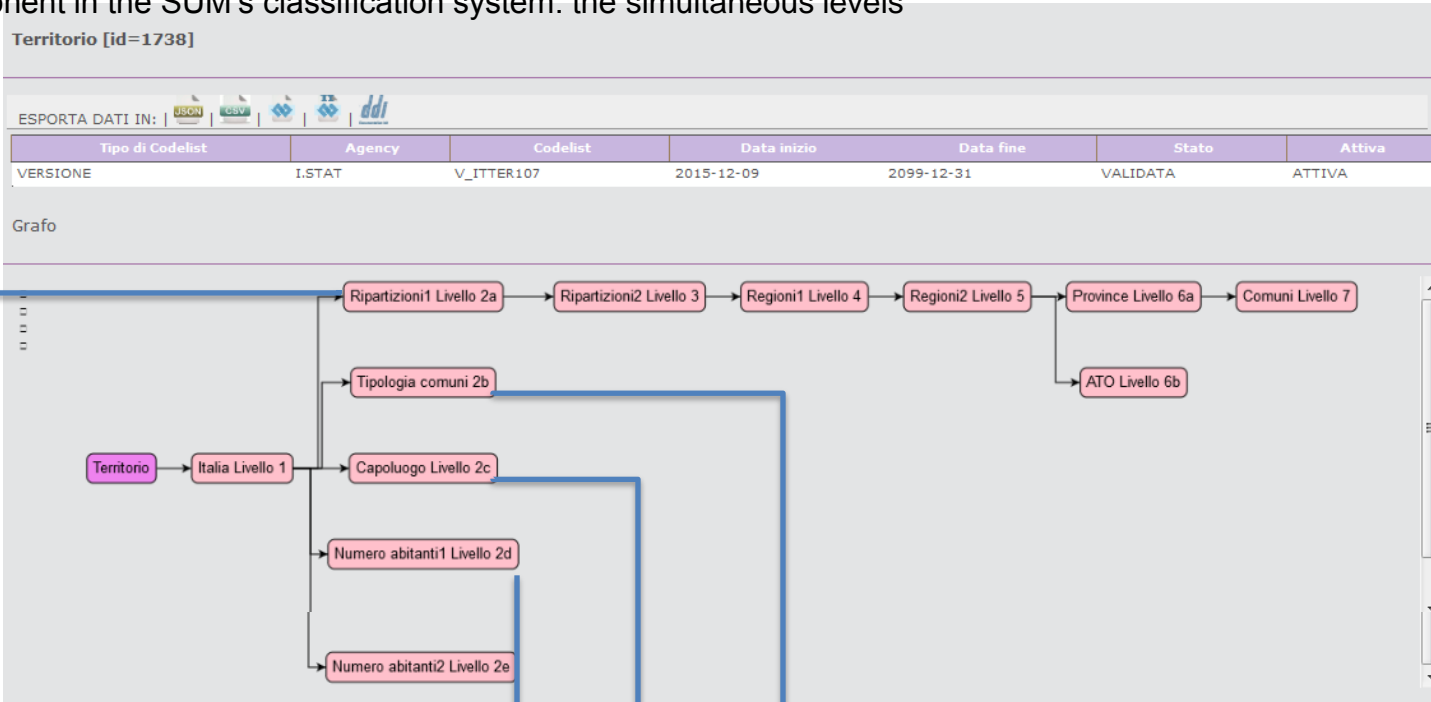 onent in the SUM's classification system: the simultaneous levels
Territorio [id=1738]
ESPORTA DATI IN: | JSON | CSV | | | ddi
Tipo di Codelist Agency Codelist Data inizio Data fine Stato Attiva
VERSIONE I.STAT V_ITTER107 2015-12-09 2099-12-31 VALIDATA ATTIVA
Grafo
Ripartizioni1 Livello 2a Ripartizioni2 Livello 3 Regioni1 Livello 4 Regioni2 Livello 5 Province Livello 6a Comuni Livello 7
Tipologia comuni 2b ATO Livello 6b
Territorio Italia Livello 1 Capoluogo Livello 2c
Numero abitanti1 Livello 2d
Numero abitanti2 Livello 2e